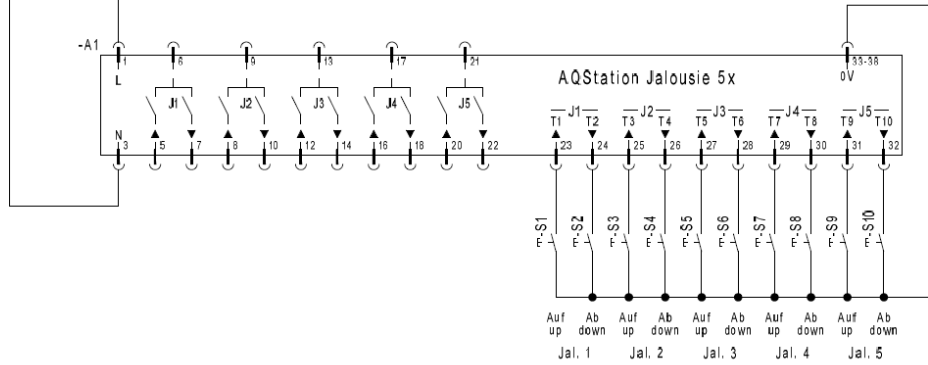 -A1
1 6 9 13 17 21 33-38
L 0V
AQStation Jalousie 5x
J1 J2 J3 J4 J5
J1 J2 J3 J4 J5
T1 T2 T3 T4 T5 T6 T7 T8 T9 T10
N
3 5 7 8 10 12 14 16 18 20 22 23 24 25 26 27 28 29 30 31 32
-S1 -S2 -S3 -S4 -S5 -S6 -S7 -S8 -S9 -S10
E E E E E E E E E E
Auf Ab Auf Ab Auf Ab Auf Ab Auf Ab
up down up down up down up down up down
Jal. 1 Jal. 2 Jal. 3 Jal. 4 Jal. 5